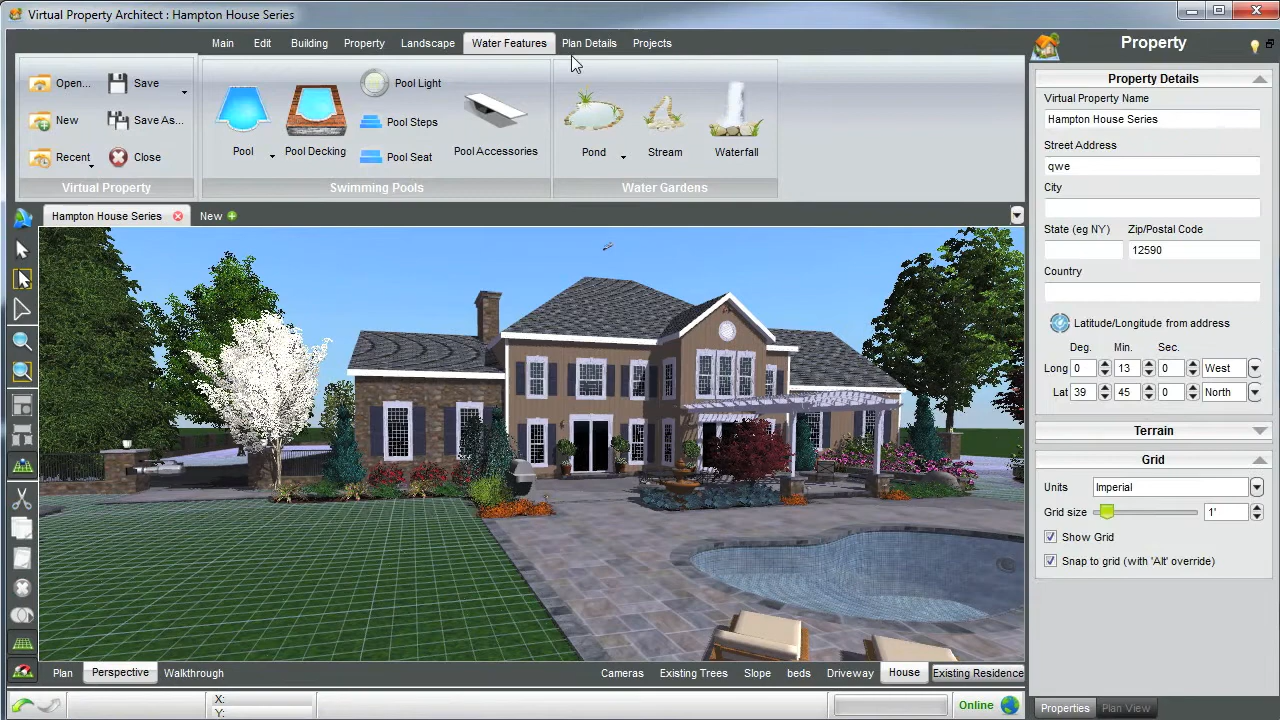 Virtual Property Architect : Hampton House Series
Main Edit Building Property Landscape Water Features Plan Details Projects
Open... Save
New Save As...
Recent Close
Virtual Property
Pool Pool Decking
Pool Light
Pool Steps
Pool Seat
Pool Accessories
Swimming Pools
Pond Stream Waterfall
Water Gardens
Hampton House Series New
Plan Perspective Walkthrough
Cameras Existing Trees Slope beds Driveway House Existing Residence
X:
Y:
Online
Property
Property Details
Virtual Property Name
Hampton House Series
Street Address
qwe
City
State (eg NY) Zip/Postal Code
12590
Country
Latitude/Longitude from address
Deg. Min. Sec.
Long 0 13 0 West
Lat 39 45 0 North
Terrain
Grid
Units Imperial
Grid size 1'
Show Grid
Snap to grid (with 'Alt' override)
Properties Plan View